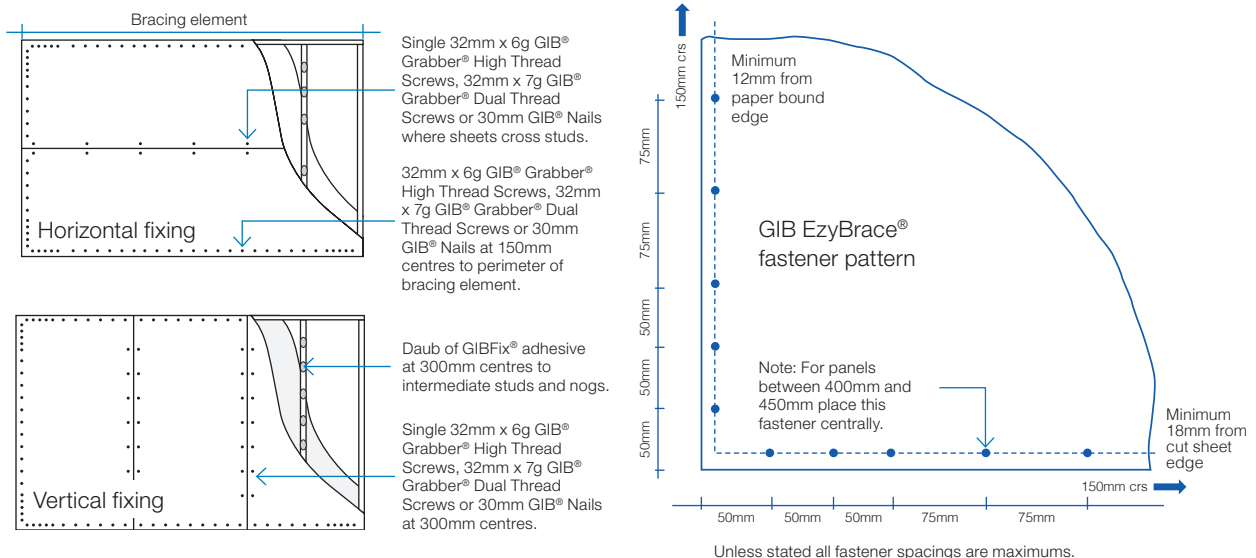 Bracing element
Single 32mm x 6g GIB®
Grabber® High Thread
Screws, 32mm x 7g GIB®
Grabber® Dual Thread
Screws or 30mm GIB® Nails
where sheets cross studs.
32mm x 6g GIB® Grabber®
High Thread Screws, 32mm
x 7g GIB® Grabber® Dual
Thread Screws or 30mm
GIB® Nails at 150mm
centres to perimeter of
bracing element.
Horizontal fixing
Daub of GIBFix® adhesive
at 300mm centres to
intermediate studs and nogs.
Single 32mm x 6g GIB®
Grabber® High Thread
Screws, 32mm x 7g GIB®
Grabber® Dual Thread
Screws or 30mm GIB® Nails
at 300mm centres.
Vertical fixing
150mm crs
Minimum
12mm from
paper bound
edge
75mm
75mm
50mm
50mm
50mm
GIB EzyBrace®
fastener pattern
Note: For panels
between 400mm and
450mm place this
fastener centrally.
Minimum
18mm from
cut sheet
edge
150mm crs
50mm
50mm
50mm
75mm
75mm
Unless stated all fastener spacings are maximums.